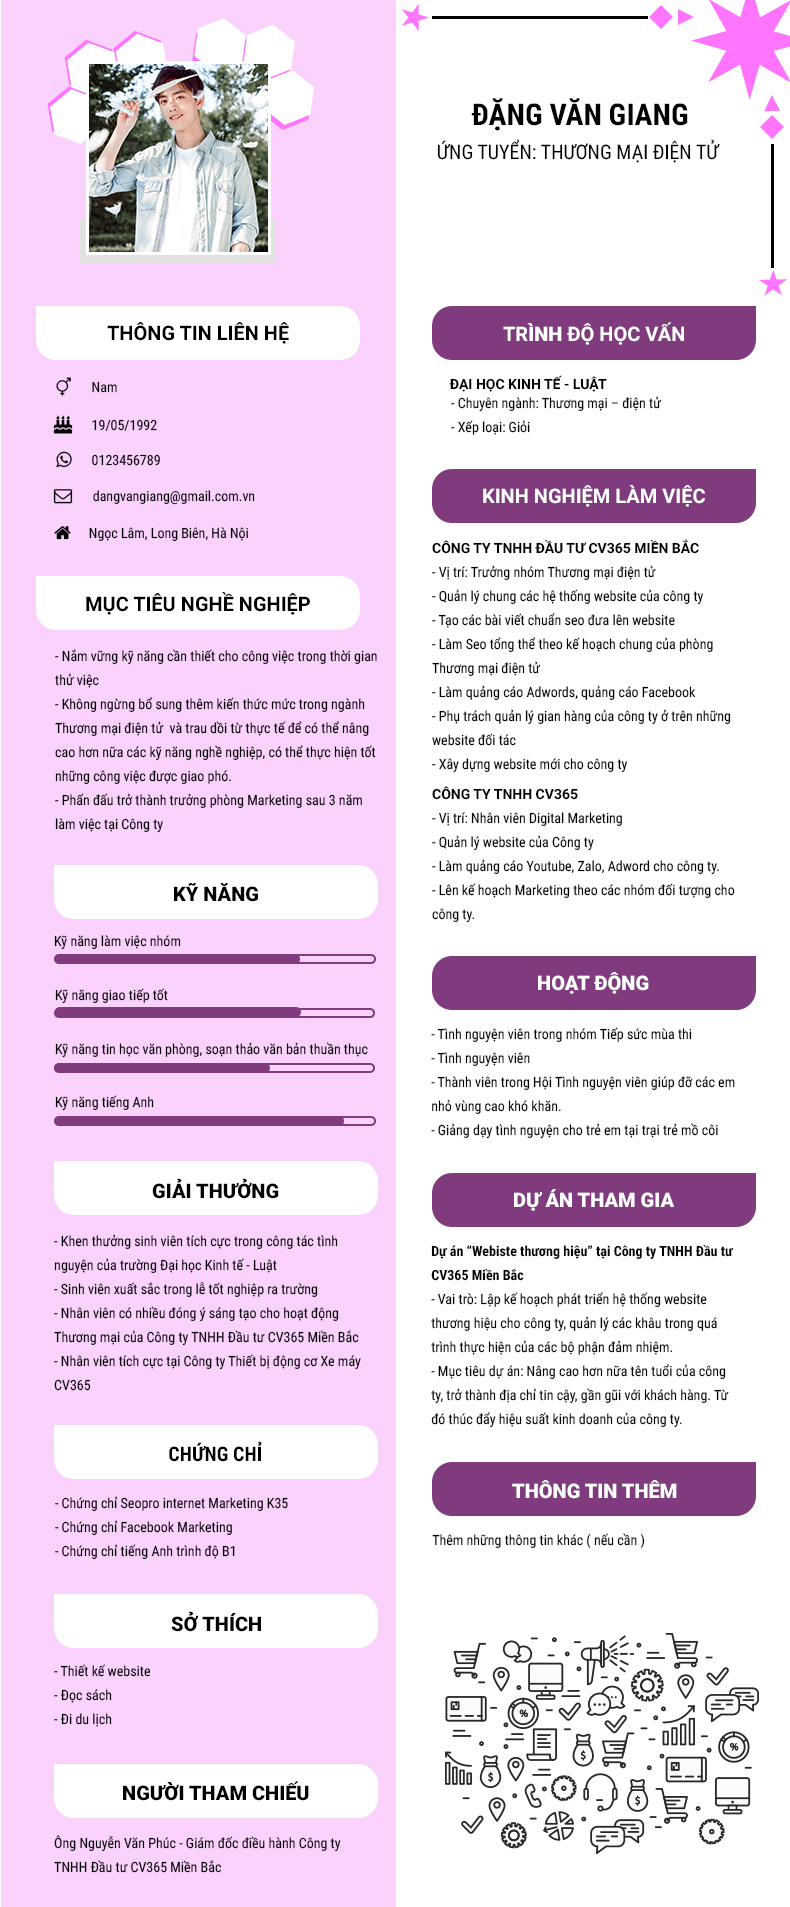 ĐẶNG VĂN GIANG
ỨNG TUYỂN: THƯƠNG MẠI ĐIỆN TỬ
THÔNG TIN LIÊN HỆ
Nam
19/05/1992
0123456789
dangvangiang@gmail.com.vn
Ngọc Lâm, Long Biên, Hà Nội
MỤC TIÊU NGHỀ NGHIỆP
- Nắm vững kỹ năng cần thiết cho công việc trong thời gian
thử việc
- Không ngừng bổ sung thêm kiến thức mức trong ngành
Thương mại điện tử  và trau dồi từ thực tế để có thể nâng
cao hơn nữa các kỹ năng nghề nghiệp, có thể thực hiện tốt
những công việc được giao phó.
- Phấn đấu trở thành trưởng phòng Marketing sau 3 năm
làm việc tại Công ty
KỸ NĂNG
Kỹ năng làm việc nhóm
Kỹ năng giao tiếp tốt
Kỹ năng tin học văn phòng, soạn thảo văn bản thuần thục
Kỹ năng tiếng Anh
GIẢI THƯỞNG
- Khen thưởng sinh viên tích cực trong công tác tình
nguyện của trường Đại học Kinh tế - Luật
- Sinh viên xuất sắc trong lễ tốt nghiệp ra trường
- Nhân viên có nhiều đóng ý sáng tạo cho hoạt động
Thương mại của Công ty TNHH Đầu tư CV365 Miền Bắc
- Nhân viên tích cực tại Công ty Thiết bị động cơ Xe máy
CV365
CHỨNG CHỈ
- Chứng chỉ Seopro internet Marketing K35
- Chứng chỉ Facebook Marketing
- Chứng chỉ tiếng Anh trình độ B1
SỞ THÍCH
- Thiết kế website
- Đọc sách
- Đi du lịch
NGƯỜI THAM CHIẾU
Ông Nguyễn Văn Phúc - Giám đốc điều hành Công ty
TNHH Đầu tư CV365 Miền Bắc
TRÌNH ĐỘ HỌC VẤN
ĐẠI HỌC KINH TẾ - LUẬT
- Chuyên ngành: Thương mại – điện tử
- Xếp loại: Giỏi
KINH NGHIỆM LÀM VIỆC
CÔNG TY TNHH ĐẦU TƯ CV365 MIỀN BẮC
- Vị trí: Trưởng nhóm Thương mại điện tử
- Quản lý chung các hệ thống website của công ty
- Tạo các bài viết chuẩn seo đưa lên website
- Làm Seo tổng thể theo kế hoạch chung của phòng
Thương mại điện tử
- Làm quảng cáo Adwords, quảng cáo Facebook
- Phụ trách quản lý gian hàng của công ty ở trên những
website đối tác
- Xây dựng website mới cho công ty
CÔNG TY TNHH CV365
- Vị trí: Nhân viên Digital Marketing
- Quản lý website của Công ty
- Làm quảng cáo Youtube, Zalo, Adword cho công ty.
- Lên kế hoạch Marketing theo các nhóm đối tượng cho
công ty.
HOẠT ĐỘNG
- Tình nguyện viên trong nhóm Tiếp sức mùa thi
- Tình nguyện viên
- Thành viên trong Hội Tình nguyện viên giúp đỡ các em
nhỏ vùng cao khó khăn.
- Giảng dạy tình nguyện cho trẻ em tại trại trẻ mồ côi
DỰ ÁN THAM GIA
Dự án “Webiste thương hiệu” tại Công ty TNHH Đầu tư
CV365 Miền Bắc
- Vai trò: Lập kế hoạch phát triển hệ thống website
thương hiệu cho công ty, quản lý các khâu trong quá
trình thực hiện của các bộ phận đảm nhiệm.
- Mục tiêu dự án: Nâng cao hơn nữa tên tuổi của công
ty, trở thành địa chỉ tin cậy, gần gũi với khách hàng. Từ
đó thúc đẩy hiệu suất kinh doanh của công ty.
THÔNG TIN THÊM
Thêm những thông tin khác ( nếu cần )